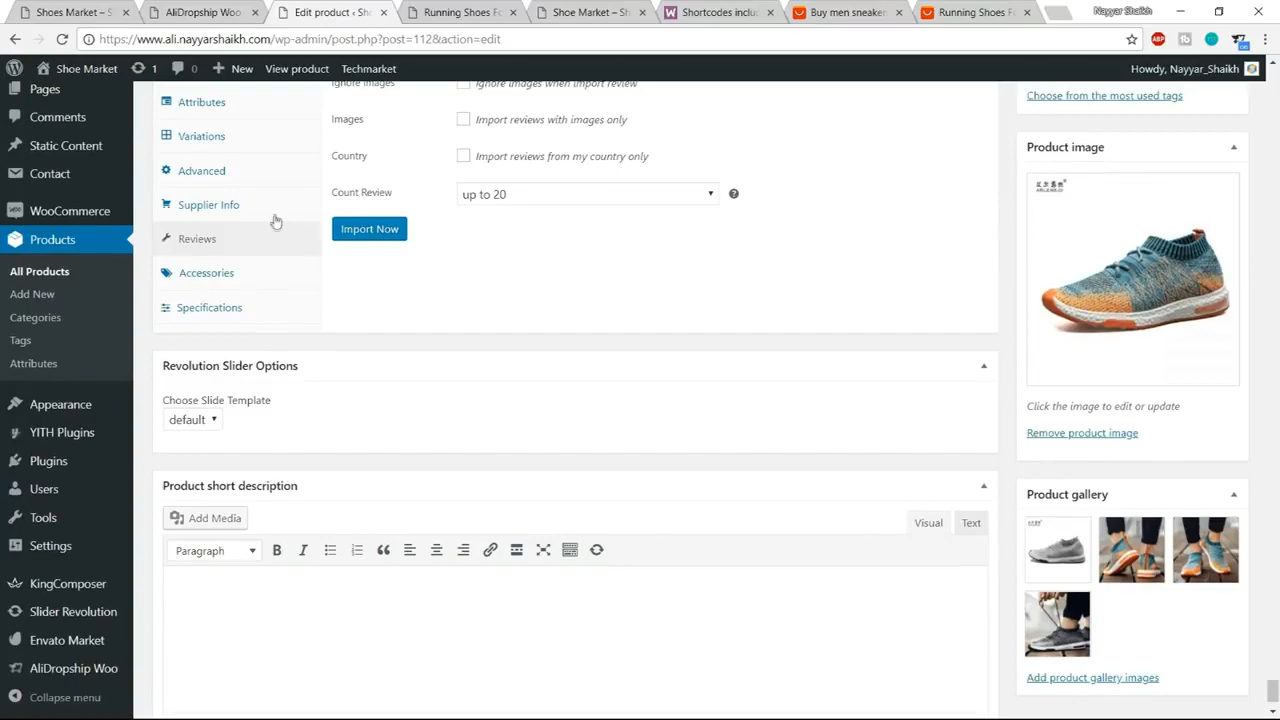 Shoes Market – S
AliDropship Woo
Edit product ‹ Sho
Running Shoes Fo
Shoe Market – Sh
Shortcodes inclu
Buy men sneaker
Running Shoes Fo
Nayyar Shaikh
https://www.ali.nayyarshaikh.com/wp-admin/post.php?post=112&action=edit
ABP
Shoe Market
1
0
New
View product
Techmarket
Howdy, Nayyar_Shaikh
Pages
Comments
Static Content
Contact
WooCommerce
Products
All Products
Add New
Categories
Tags
Attributes
Appearance
YITH Plugins
Plugins
Users
Tools
Settings
KingComposer
Slider Revolution
Envato Market
AliDropship Woo
Collapse menu
Attributes
Variations
Advanced
Supplier Info
Reviews
Accessories
Specifications
Ignore Images
Ignore images when import review
Images
Import reviews with images only
Country
Import reviews from my country only
Count Review
up to 20
Import Now
Revolution Slider Options
Choose Slide Template
default
Product short description
Add Media
Visual
Text
Paragraph
Choose from the most used tags
Product image
Click the image to edit or update
Remove product image
Product gallery
Add product gallery images